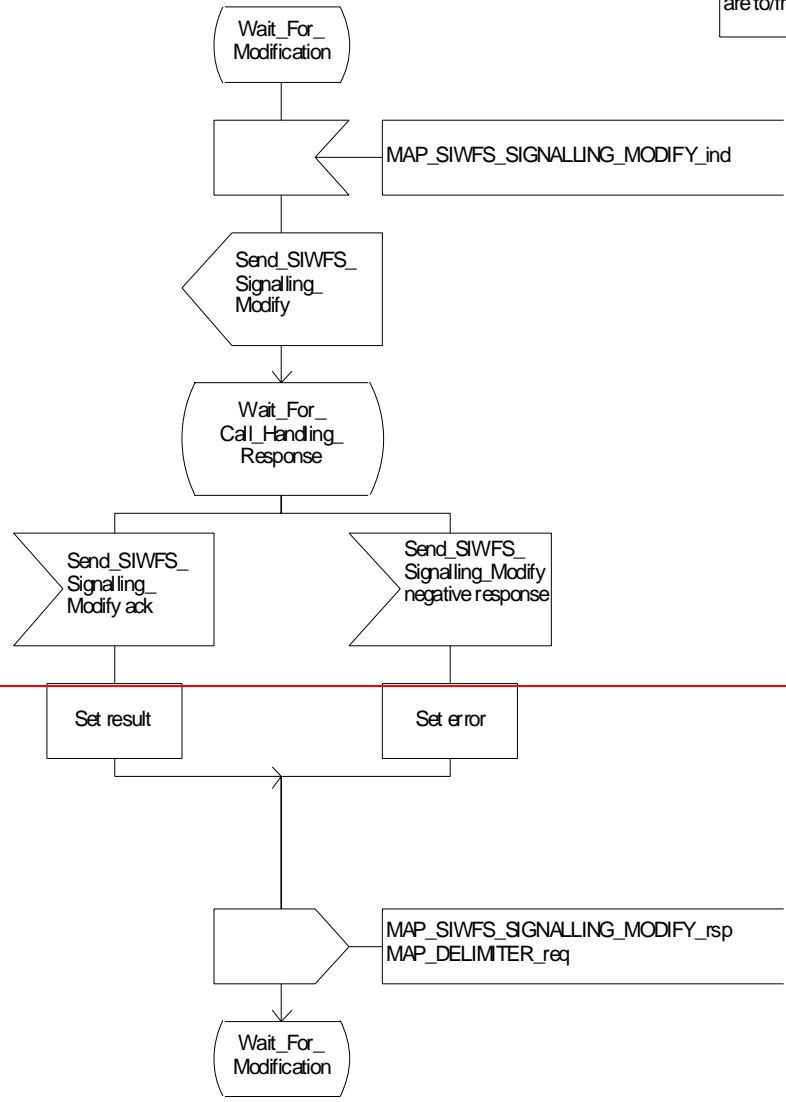 are to/fr
Wait_For_
Modification
MAP_SIWFS_SIGNALLING_MODIFY_ind
Send_SIWFS_
Signalling_
Modify
Wait_For_
Call_Handling_
Response
Send_SIWFS_
Signalling_
Modify ack
Send_SIWFS_
Signalling_Modify
negative response
Set result
Set error
MAP_SIWFS_SIGNALLING_MODIFY_rsp
MAP_DELIMITER_req
Wait_For_
Modification